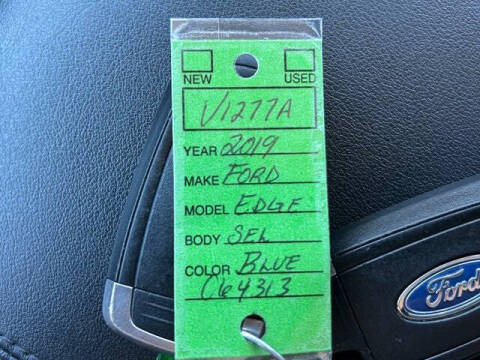 NEW USED
V1277A
YEAR 2019
MAKE FORD
MODEL EDGE
BODY SEL
COLOR BLUE
C64313
Ford